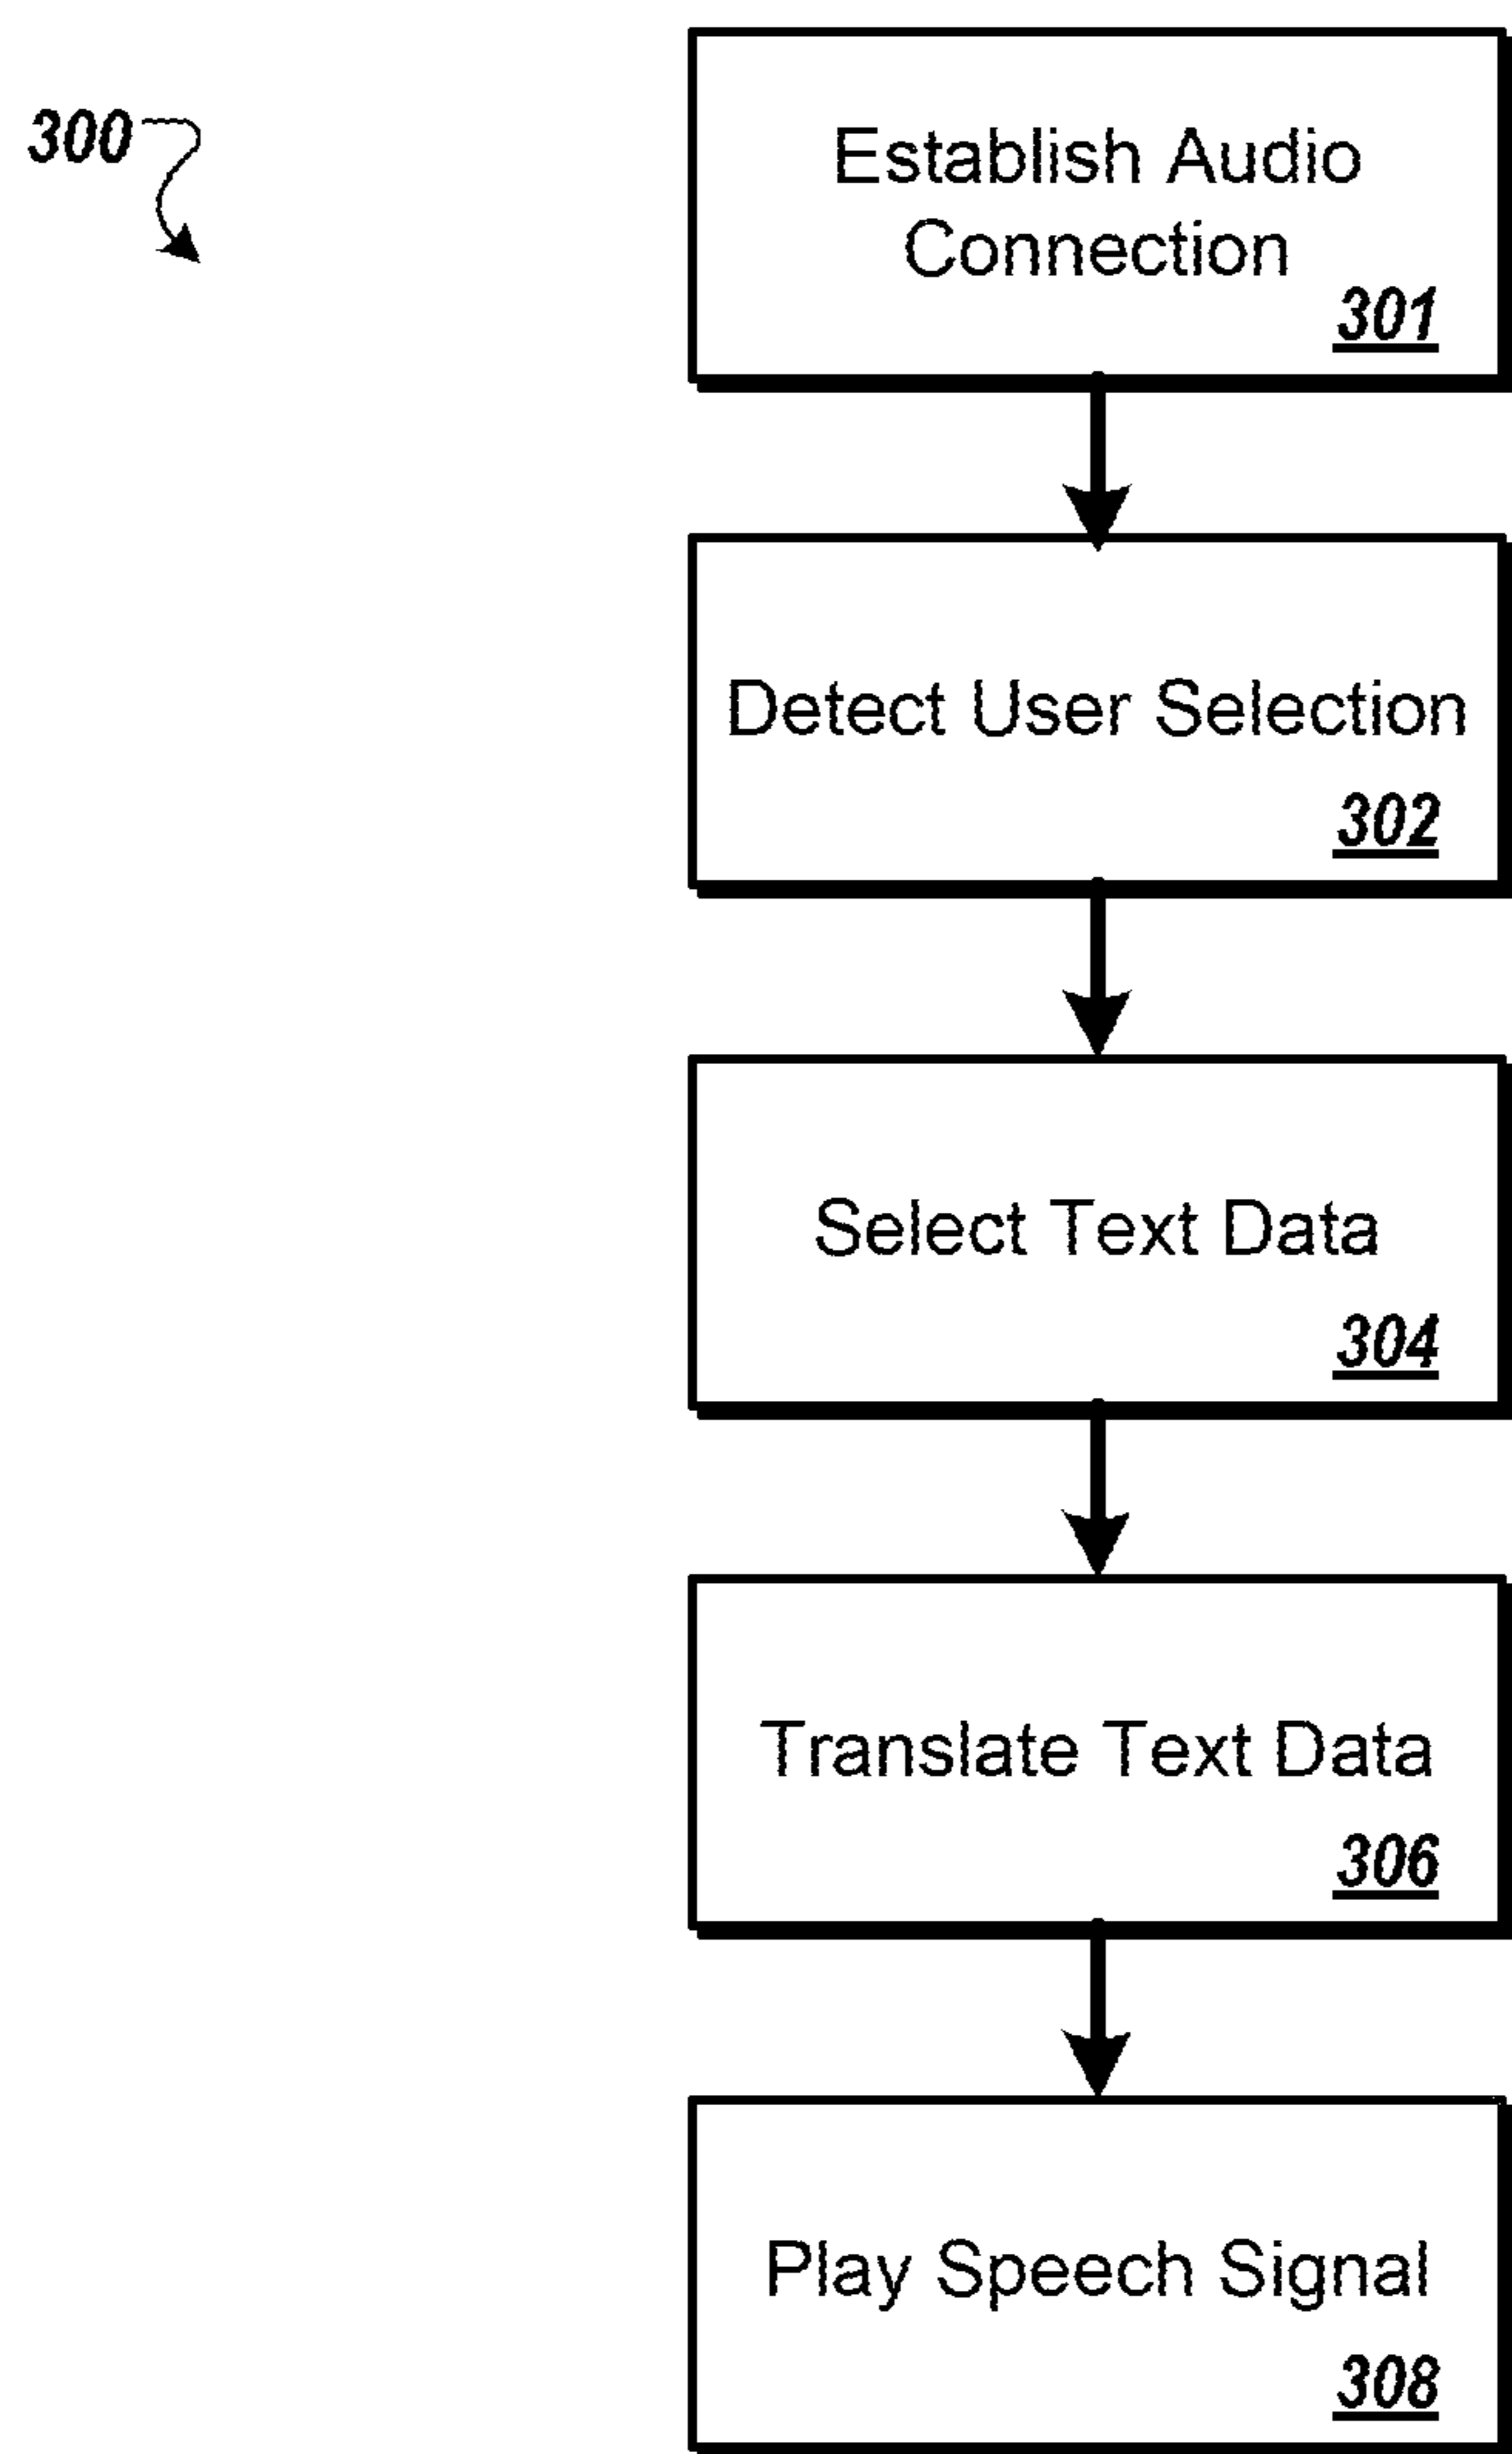 300
Establish Audio
Connection
301
Detect User Selection
302
Select Text Data
304
Translate Text Data
306
Play Speech Signal
308